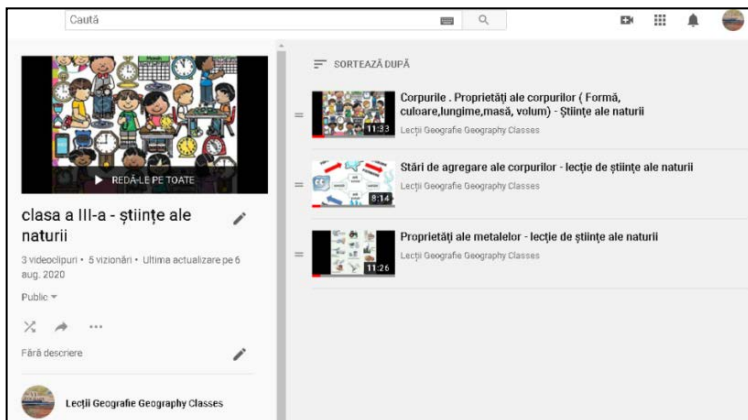 Caută
REDĂ-LE PE TOATE
clasa a III-a - științe ale
naturii
3 videoclipuri • 5 vizionări • Ultima actualizare pe 6
aug. 2020
Public
Fără descriere
Lecții Geografie Geography Classes
SORTEAZĂ DUPĂ
Corpurile . Proprietăți ale corpurilor ( Formă,
culoare,lungime,masă, volum) - Științe ale naturii
Lecții Geografie Geography Classes
11:33
Stări de agregare ale corpurilor - lecție de științe ale naturii
Lecții Geografie Geography Classes
8:14
Proprietăți ale metalelor - lecție de științe ale naturii
Lecții Geografie Geography Classes
11:26